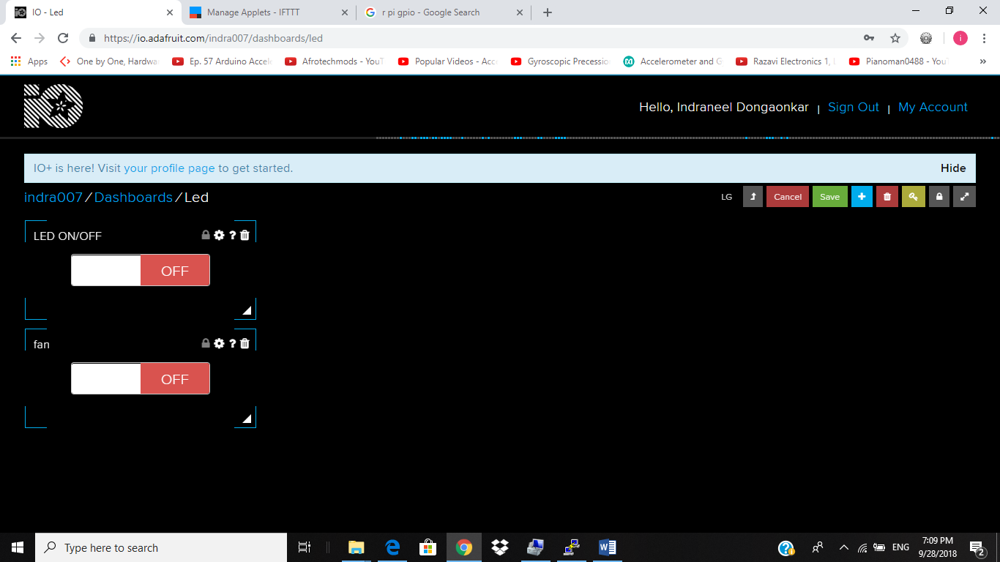 IO - Led
Manage Applets - IFTTT
r pi gpio - Google Search
https://io.adafruit.com/indra007/dashboards/led
i
Apps
One by One, Hardwa
Ep. 57 Arduino Accele
Afrotechmods - YouT
Popular Videos - Acce
Gyroscopic Precession
Accelerometer and G
Razavi Electronics 1, L
Pianoman0488 - YouT
»
Hello, Indraneel Dongaonkar | Sign Out | My Account
IO+ is here! Visit your profile page to get started.
Hide
indra007/Dashboards/Led
LG
Cancel
Save
LED ON/OFF
?
OFF
fan
?
OFF
Type here to search
ENG
7:09 PM
9/28/2018
2